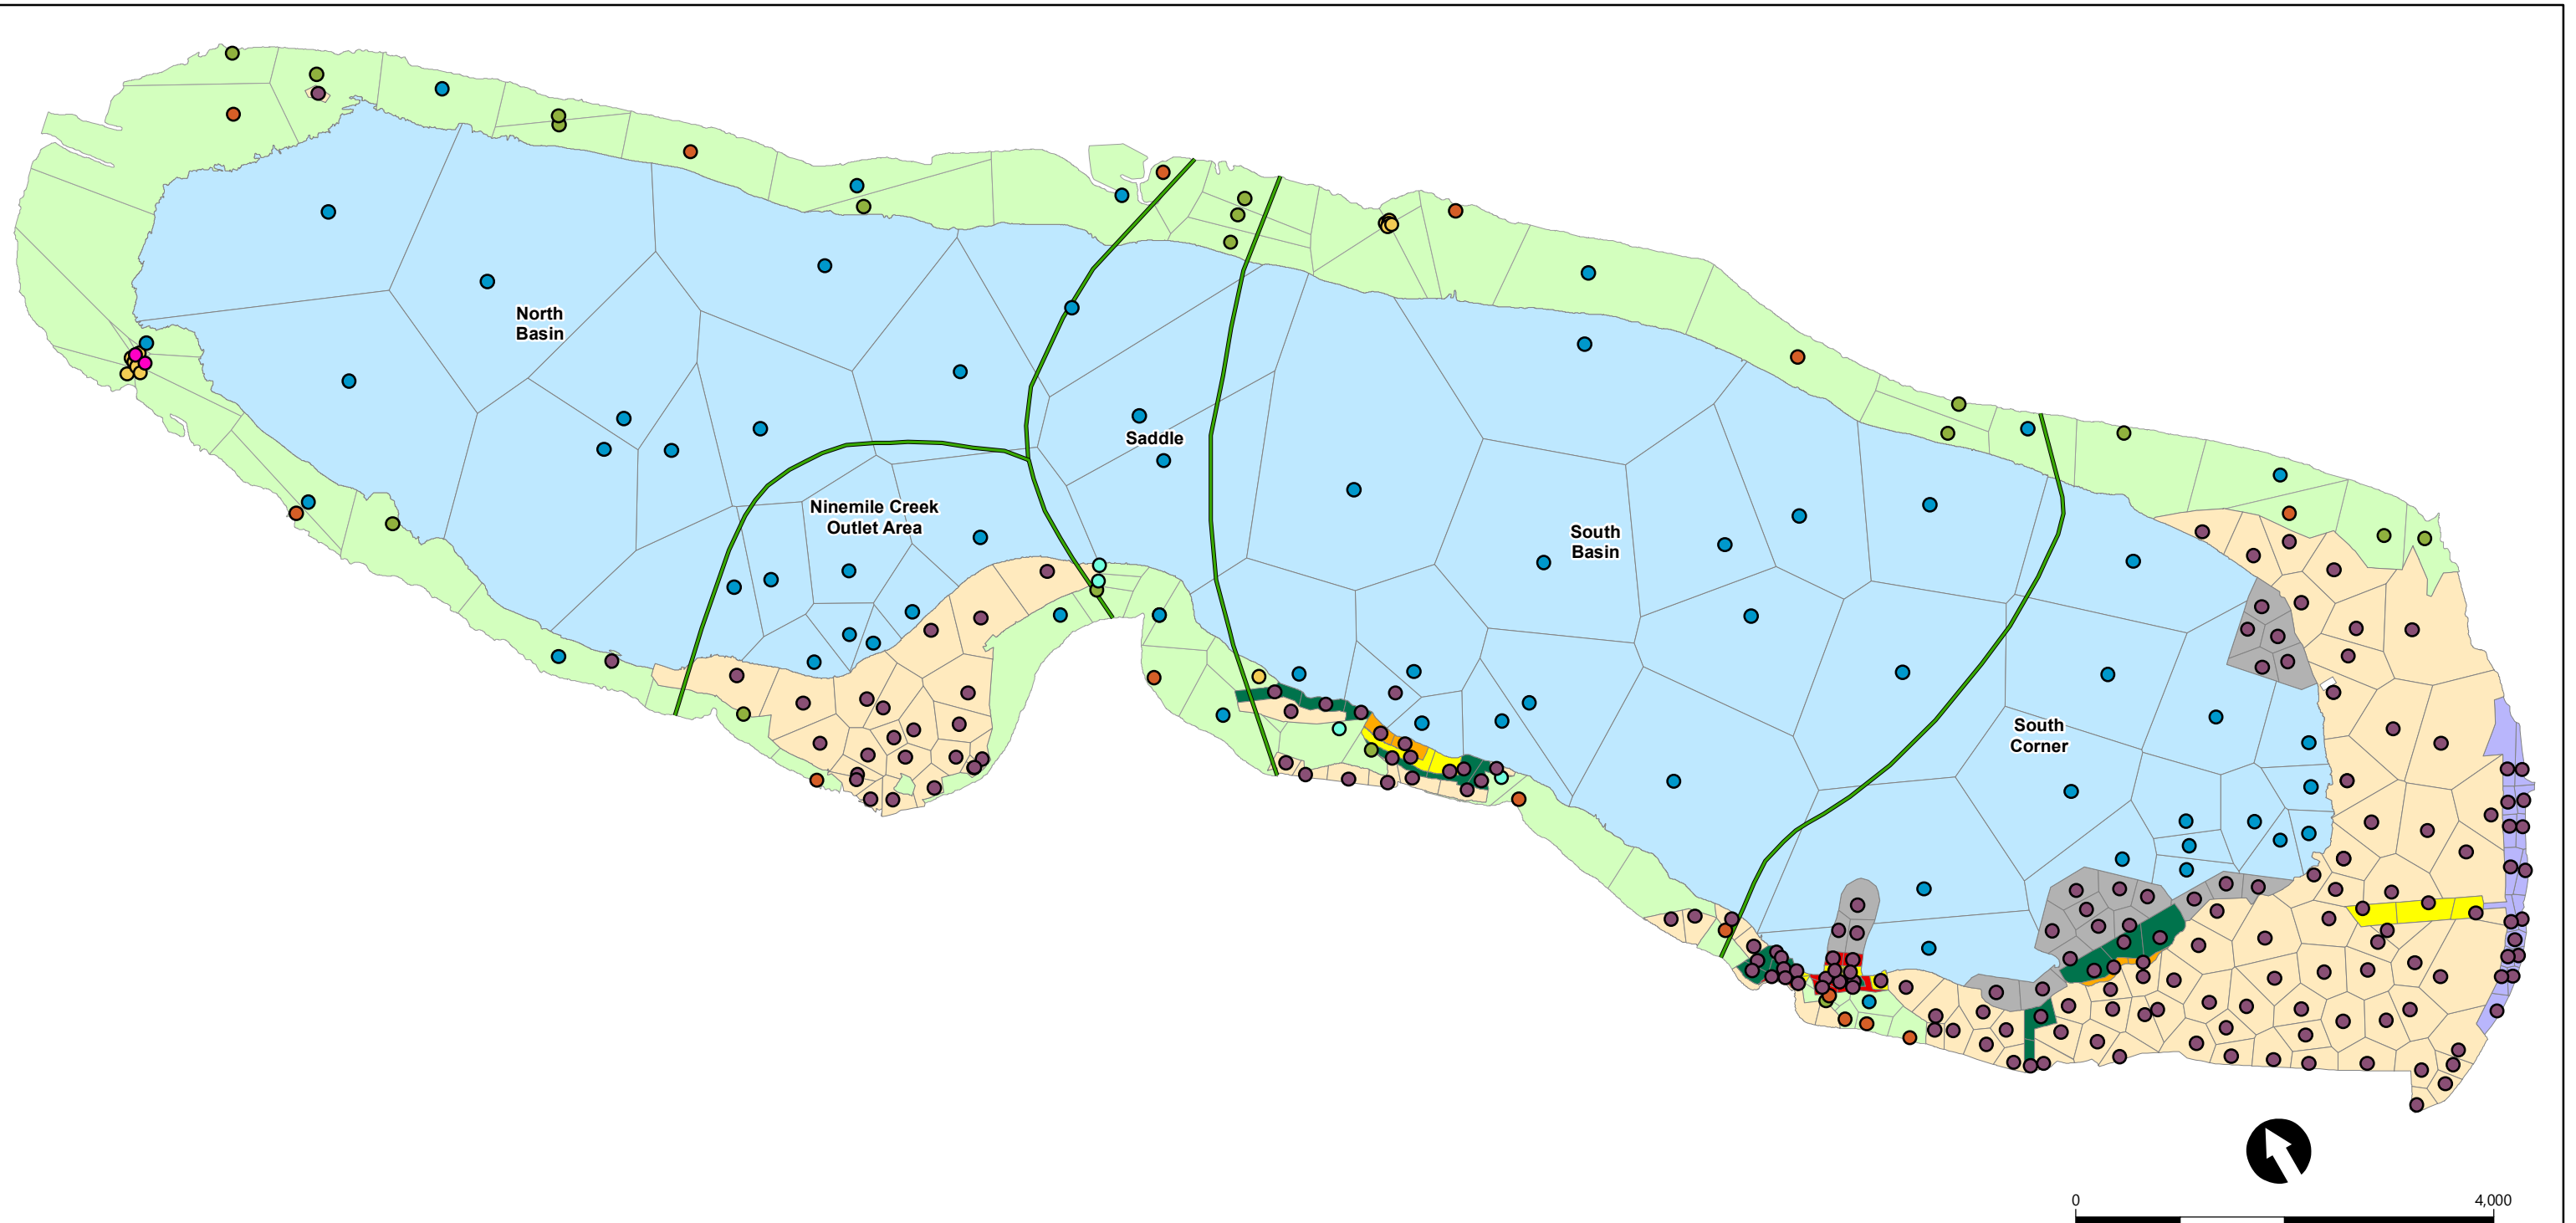 North
Basin
Saddle
Ninemile Creek
Outlet Area
South
Basin
South
Corner
0 4,000